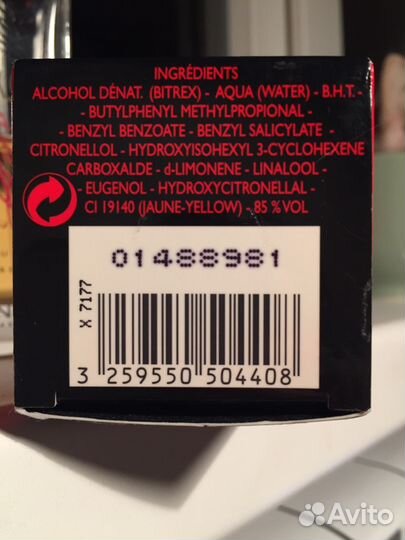 INGRÉDIENTS
ALCOHOL DÉNAT. (BITREX) - AQUA (WATER) - B.H.T. -
- BUTYLPHENYL METHYLPROPIONAL -
- BENZYL BENZOATE - BENZYL SALICYLATE -
CITRONELLOL - HYDROXYISOHEXYL 3-CYCLOHEXENE
CARBOXALDE - d-LIMONENE - LINALOOL -
- EUGENOL - HYDROXYCITRONELLAL -
CI 19140 (JAUNE-YELLOW) - 85 % VOL
01488981
X 7177
3 259550 504408
Avito